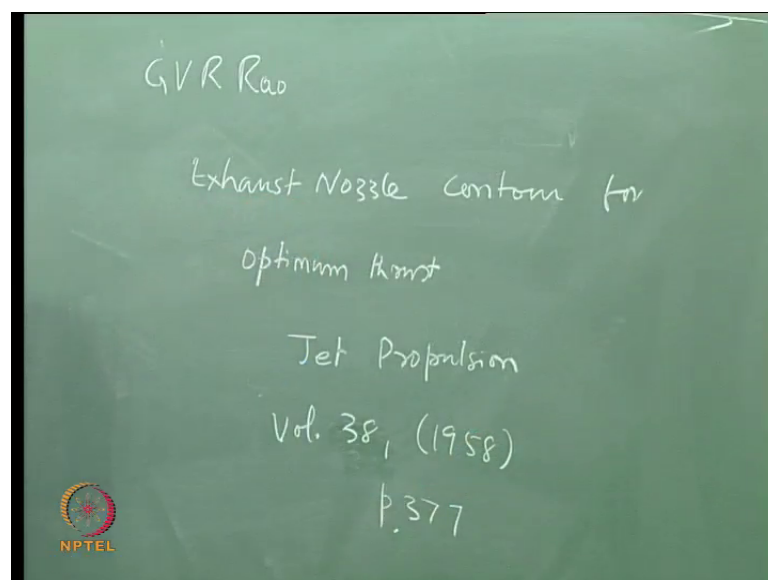 GVR Rao
Exhaust Nozzle Contour for
Optimum thrust
Jet Propulsion
Vol. 38, (1958)
p.377
NPTEL